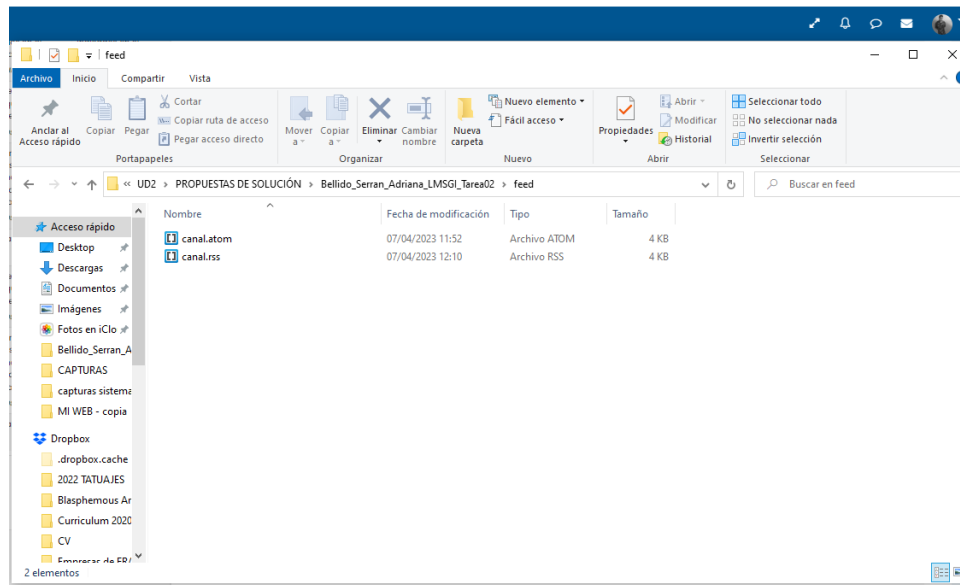 feed
Archivo Inicio Compartir Vista
Anclar al Acceso rápido
Copiar
Pegar
Cortar
Copiar ruta de acceso
Pegar acceso directo
Portapapeles
Mover a
Copiar a
Eliminar
Cambiar nombre
Organizar
Nueva carpeta
Nuevo elemento
Fácil acceso
Nuevo
Propiedades
Abrir
Modificar
Historial
Abrir
Seleccionar todo
No seleccionar nada
Invertir selección
Seleccionar
« UD2 > PROPUESTAS DE SOLUCIÓN > Bellido_Serran_Adriana_LMSGI_Tarea02 > feed
Buscar en feed
Nombre Fecha de modificación Tipo Tamaño
canal.atom 07/04/2023 11:52 Archivo ATOM 4 KB
canal.rss 07/04/2023 12:10 Archivo RSS 4 KB
Acceso rápido
Desktop
Descargas
Documentos
Imágenes
Fotos en iClo
Bellido_Serran_A
CAPTURAS
capturas sistema
MI WEB - copia
Dropbox
.dropbox.cache
2022 TATUAJES
Blasphemous Ar
Curriculum 2020
CV
2 elementos